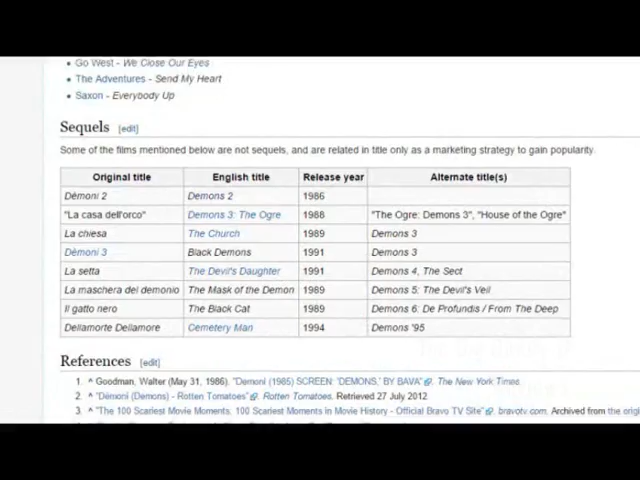 Go West - We Close Our Eyes
The Adventures - Send My Heart
Saxon - Everybody Up
Sequels [edit]
Some of the films mentioned below are not sequels, and are related in title only as a marketing strategy to gain popularity.
Original title English title Release year Alternate title(s)
Dèmoni 2 Demons 2 1986
"La casa dell'orco" Demons 3: The Ogre 1988 "The Ogre: Demons 3", "House of the Ogre"
La chiesa The Church 1989 Demons 3
Dèmoni 3 Black Demons 1991 Demons 3
La setta The Devil's Daughter 1991 Demons 4, The Sect
La maschera del demonio The Mask of the Demon 1989 Demons 5: The Devil's Veil
Il gatto nero The Black Cat 1989 Demons 6: De Profundis / From The Deep
Dellamorte Dellamore Cemetery Man 1994 Demons '95
References [edit]
1. ^ Goodman, Walter (May 31, 1986). "Demoni (1985) SCREEN: 'DEMONS,' BY BAVA". The New York Times.
2. ^ "Dèmoni (Demons) - Rotten Tomatoes". Rotten Tomatoes. Retrieved 27 July 2012.
3. ^ "The 100 Scariest Movie Moments. 100 Scariest Moments in Movie History - Official Bravo TV Site". bravotv.com. Archived from the origi